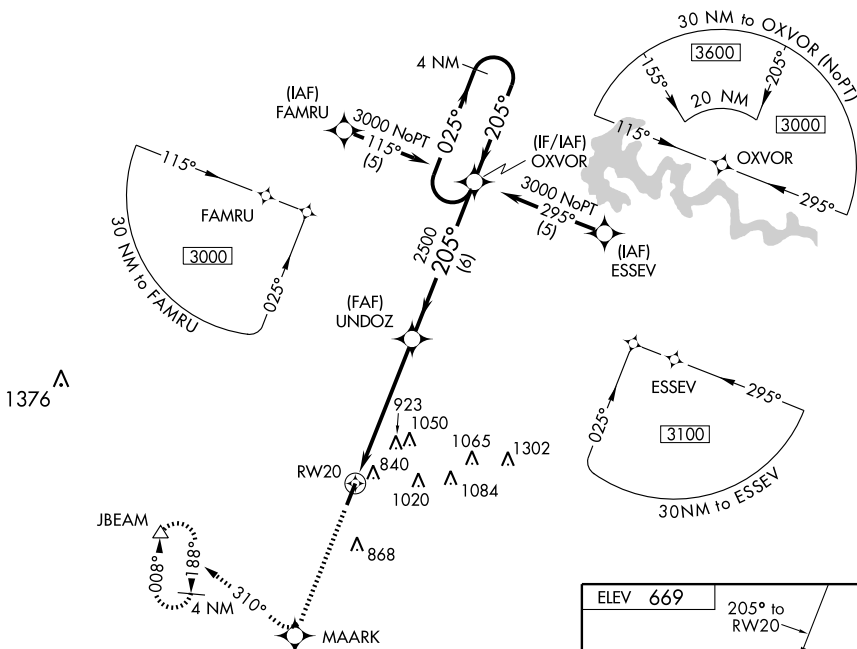 30 NM to OXVOR (NoPT)
3600
155°
205°
20 NM
3000
115°
OXVOR
295°
4 NM
025°
205°
(IAF)
FAMRU
3000 NoPT
115°
(5)
(IF/IAF)
OXVOR
3000 NoPT
295°
(5)
(IAF)
ESSEV
115°
FAMRU
3000
025°
30 NM to FAMRU
2500
205°
(6)
(FAF)
UNDOZ
1376
923
1050
1065
1302
RW20
840
1020
1084
868
ESSEV
295°
025°
3100
30NM to ESSEV
JBEAM
008°
188°
4 NM
310°
MAARK
ELEV 669
205° to
RW20